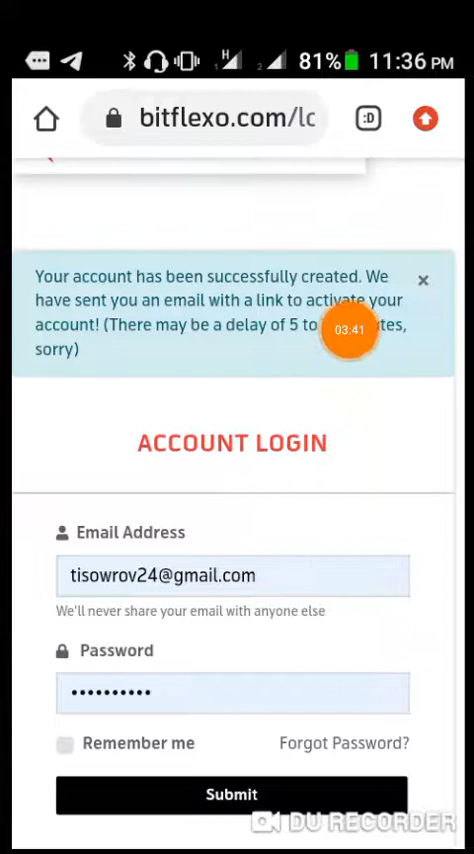 H
1
2
81%
11:36 PM
bitflexo.com/lo
:D
Your account has been successfully created. We
have sent you an email with a link to activate your
account! (There may be a delay of 5 to
sorry)
03:41
ACCOUNT LOGIN
Email Address
tisowrov24@gmail.com
We'll never share your email with anyone else
Password
••••••••••
Remember me
Forgot Password?
Submit
DU RECORDER